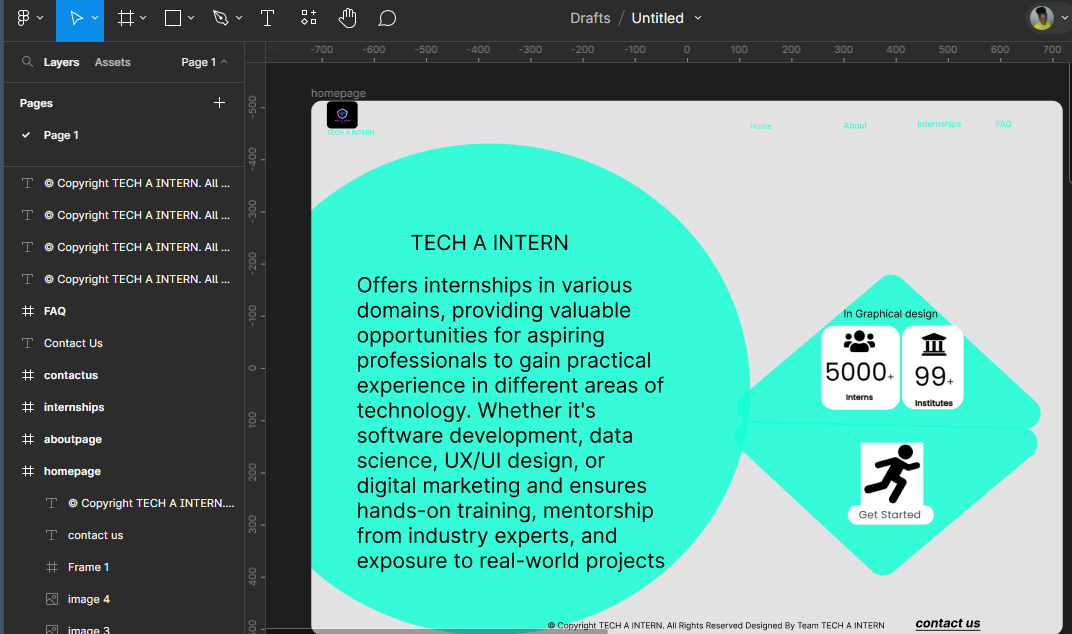 Drafts / Untitled
Layers Assets Page 1
-700 -600 -500 -400 -300 -200 -100 0 100 200 300 400 500 600 700
Pages
Page 1
© Copyright TECH A INTERN. All ...
© Copyright TECH A INTERN. All ...
© Copyright TECH A INTERN. All ...
© Copyright TECH A INTERN. All ...
FAQ
Contact Us
contactus
internships
aboutpage
homepage
© Copyright TECH A INTERN....
contact us
Frame 1
image 4
image 3
-500
-400
-300
-200
-100
0
100
200
300
400
homepage
TECH A INTERN
Home About Internships FAQ
TECH A INTERN
Offers internships in various
domains, providing valuable
opportunities for aspiring
professionals to gain practical
experience in different areas of
technology. Whether it's
software development, data
science, UX/UI design, or
digital marketing and ensures
hands-on training, mentorship
from industry experts, and
exposure to real-world projects
In Graphical design
5000+
Interns
99+
Institutes
Get Started
© Copyright TECH A INTERN. All Rights Reserved Designed By Team TECH A INTERN
contact us